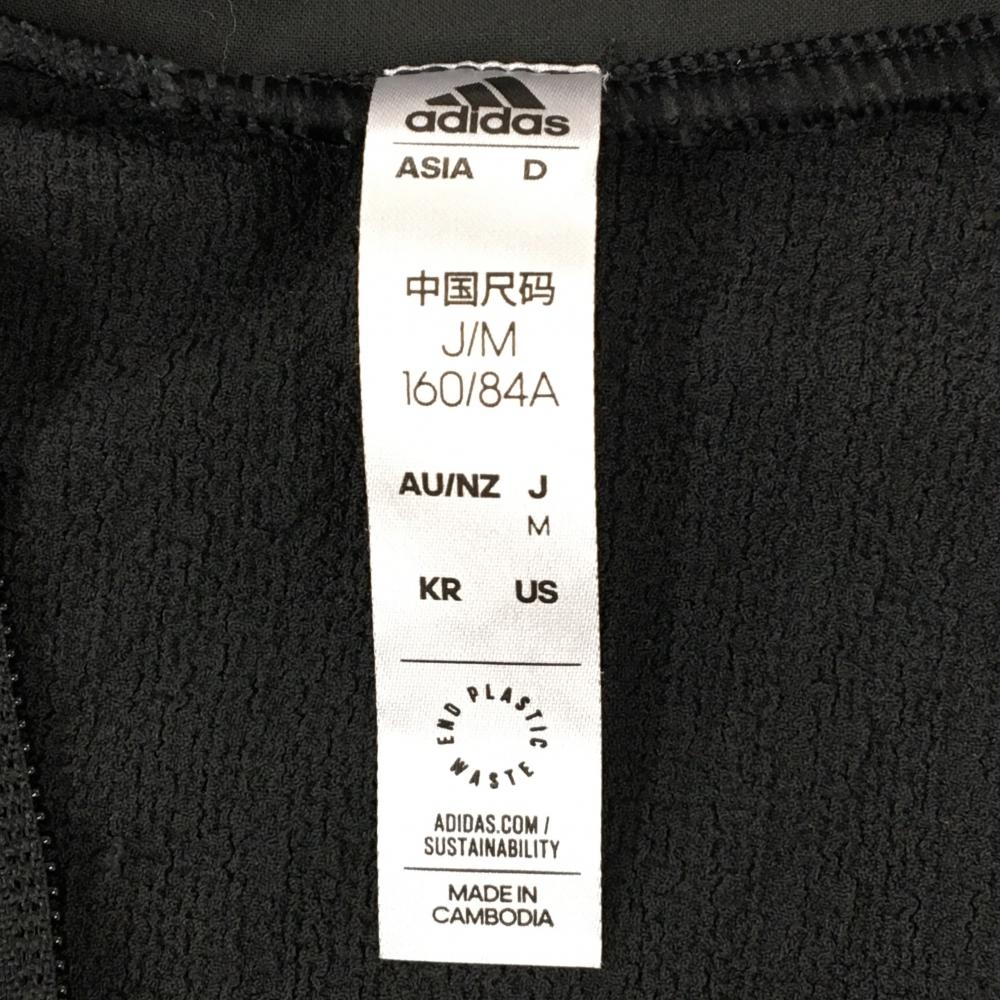 adidas
ASIA D
中国尺码
J/M
160/84A
AU/NZ J
M
KR US
END PLASTIC WASTE
ADIDAS.COM /
SUSTAINABILITY
MADE IN
CAMBODIA